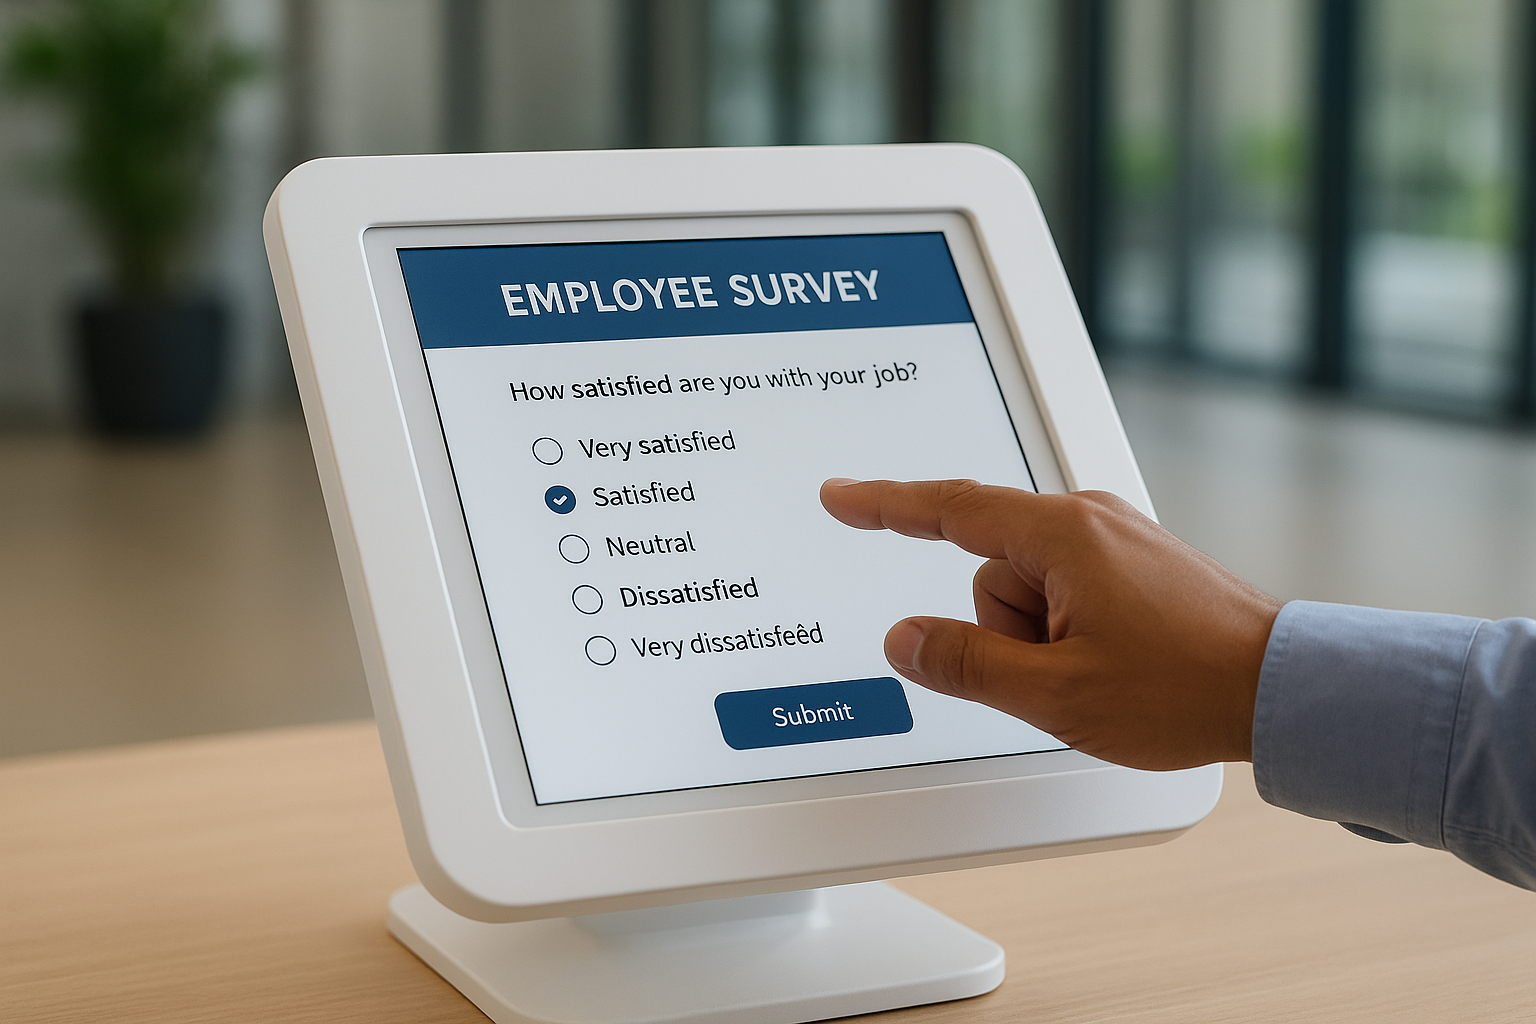 EMPLOYEE SURVEY
How satisfied are you with your job?
Very satisfied
Satisfied
Neutral
Dissatisfied
Very dissatisfeêd
Submit